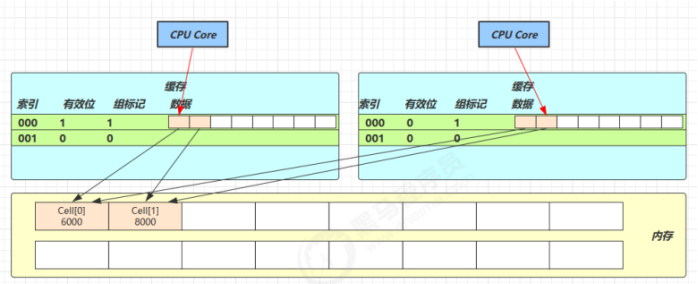 CPU Core
CPU Core
缓存
索引 有效位 组标记 数据
000 1 1
001 0 0
缓存
索引 有效位 组标记 数据
000 0 1
001 0 0
Cell[0] Cell[1]
6000 8000
内存